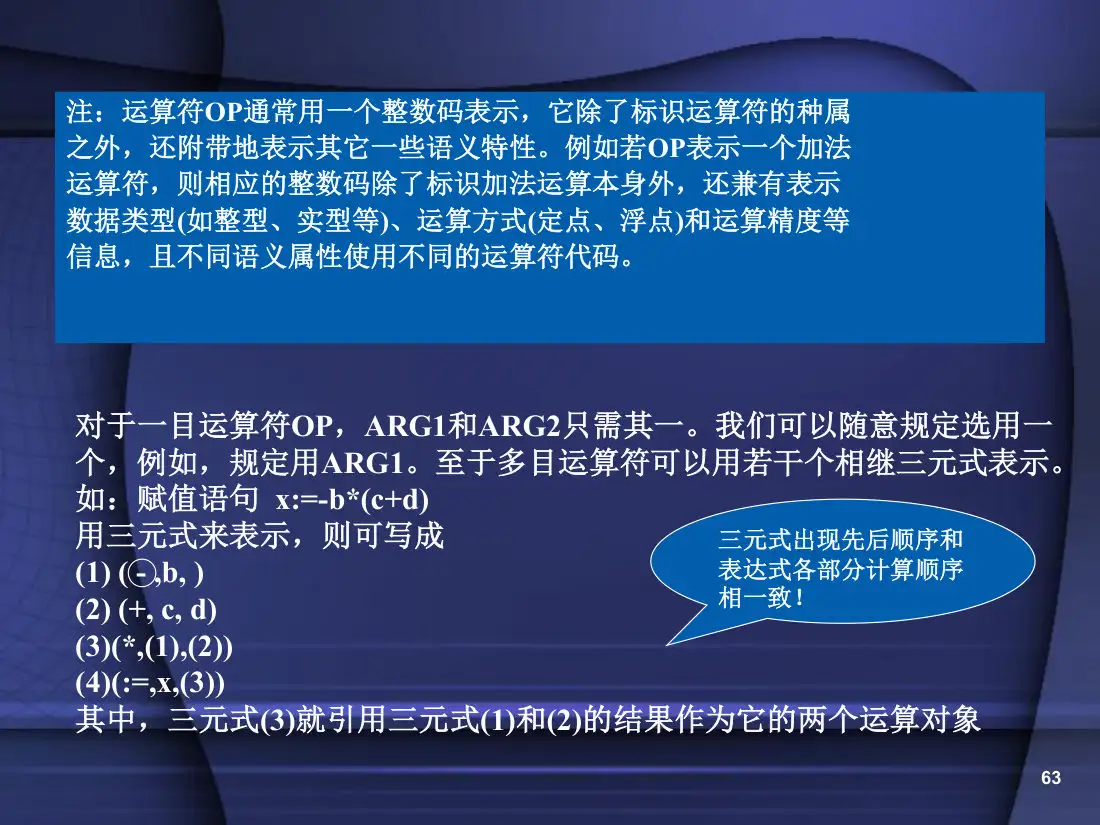 注：运算符OP通常用一个整数码表示，它除了标识运算符的种属
之外，还附带地表示其它一些语义特性。例如若OP表示一个加法
运算符，则相应的整数码除了标识加法运算本身外，还兼有表示
数据类型(如整型、实型等)、运算方式(定点、浮点)和运算精度等
信息，且不同语义属性使用不同的运算符代码。
对于一目运算符OP，ARG1和ARG2只需其一。我们可以随意规定选用一
个，例如，规定用ARG1。至于多目运算符可以用若干个相继三元式表示。
如：赋值语句 x:=-b*(c+d)
用三元式来表示，则可写成
(1) (-,b, )
(2) (+, c, d)
(3)(*,(1),(2))
(4)(:=,x,(3))
其中，三元式(3)就引用三元式(1)和(2)的结果作为它的两个运算对象
三元式出现先后顺序和
表达式各部分计算顺序
相一致！
63